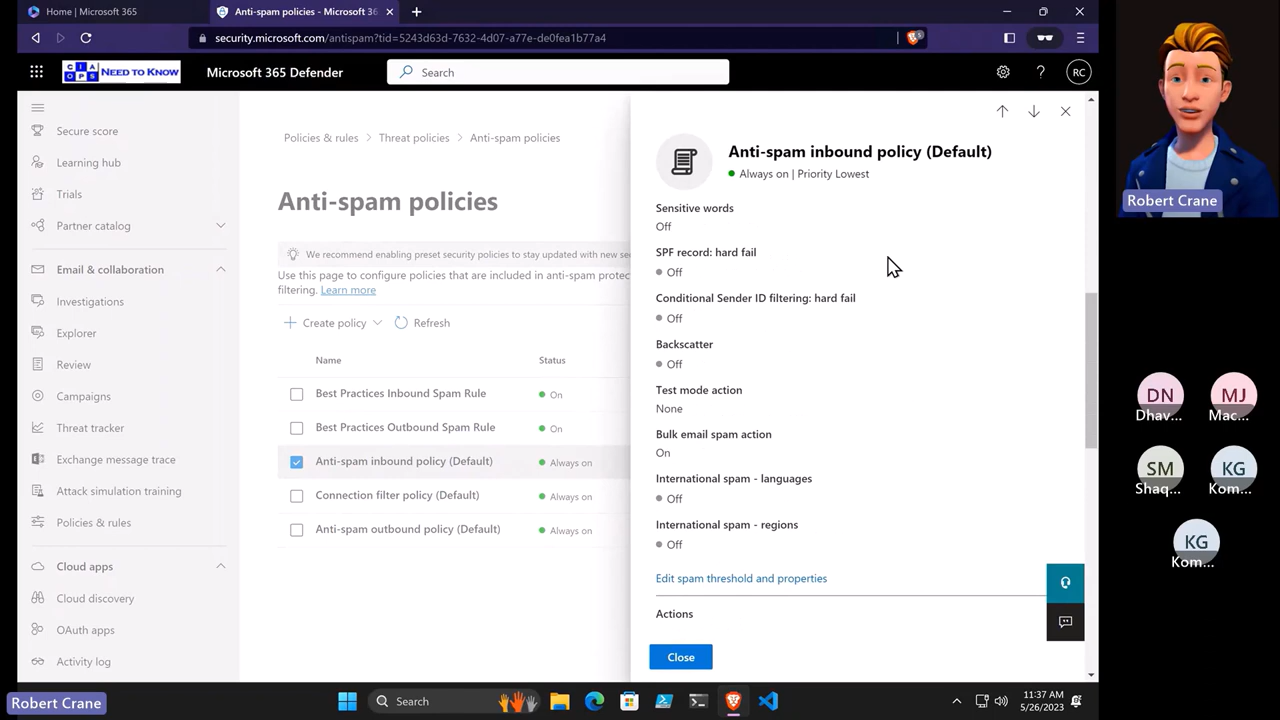 Home | Microsoft 365
Anti-spam policies - Microsoft 36
security.microsoft.com/antispam?tid=5243d63d-7632-4d07-a77e-de0fea1b77a4
5
CIA
OPS
NEED TO KNOW
Microsoft 365 Defender
Search
RC
Secure score
Learning hub
Trials
Partner catalog
Email & collaboration
Investigations
Explorer
Review
Campaigns
Threat tracker
Exchange message trace
Attack simulation training
Policies & rules
Cloud apps
Cloud discovery
OAuth apps
Activity log
Policies & rules > Threat policies > Anti-spam policies
Anti-spam policies
We recommend enabling preset security policies to stay updated with new se
Use this page to configure policies that are included in anti-spam protec
filtering. Learn more
Create policy
Refresh
Name
Status
Best Practices Inbound Spam Rule
On
Best Practices Outbound Spam Rule
On
Anti-spam inbound policy (Default)
Always on
Connection filter policy (Default)
Always on
Anti-spam outbound policy (Default)
Always on
Anti-spam inbound policy (Default)
Always on | Priority Lowest
Sensitive words
Off
SPF record: hard fail
Off
Conditional Sender ID filtering: hard fail
Off
Backscatter
Off
Test mode action
None
Bulk email spam action
On
International spam - languages
Off
International spam - regions
Off
Edit spam threshold and properties
Actions
Close
Robert Crane
DN
Dhav...
MJ
Mac...
SM
Shaq...
KG
Kom...
KG
Kom...
Robert Crane
Search
11:37 AM
5/26/2023